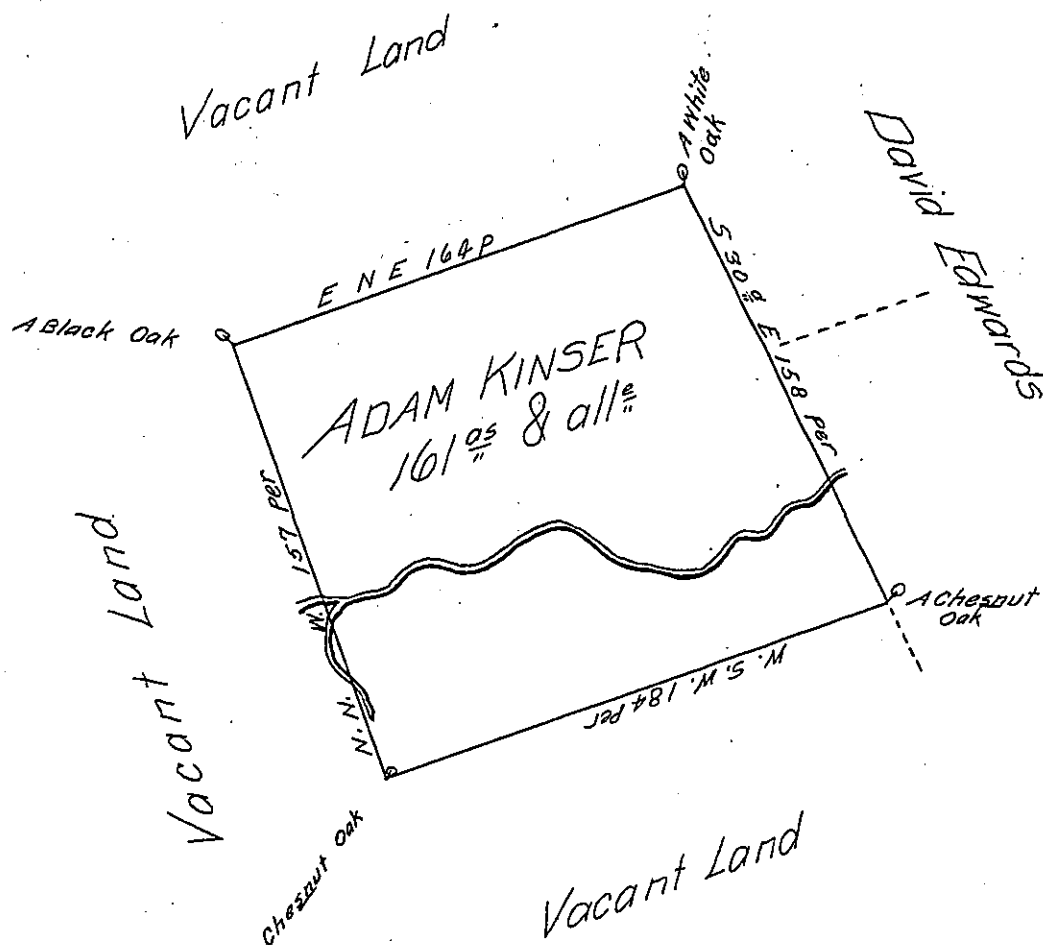 Vacant Land
A White
Oak
David Edwards
E N E 164 P
S 30 d E 158 Per
A Black Oak
ADAM KINSER
161 as & alle
Vacant Land
N. N. W. 157 Per
A Chesnut
Oak
W. S. W. 184 Per
Chesnut Oak
Vacant Land